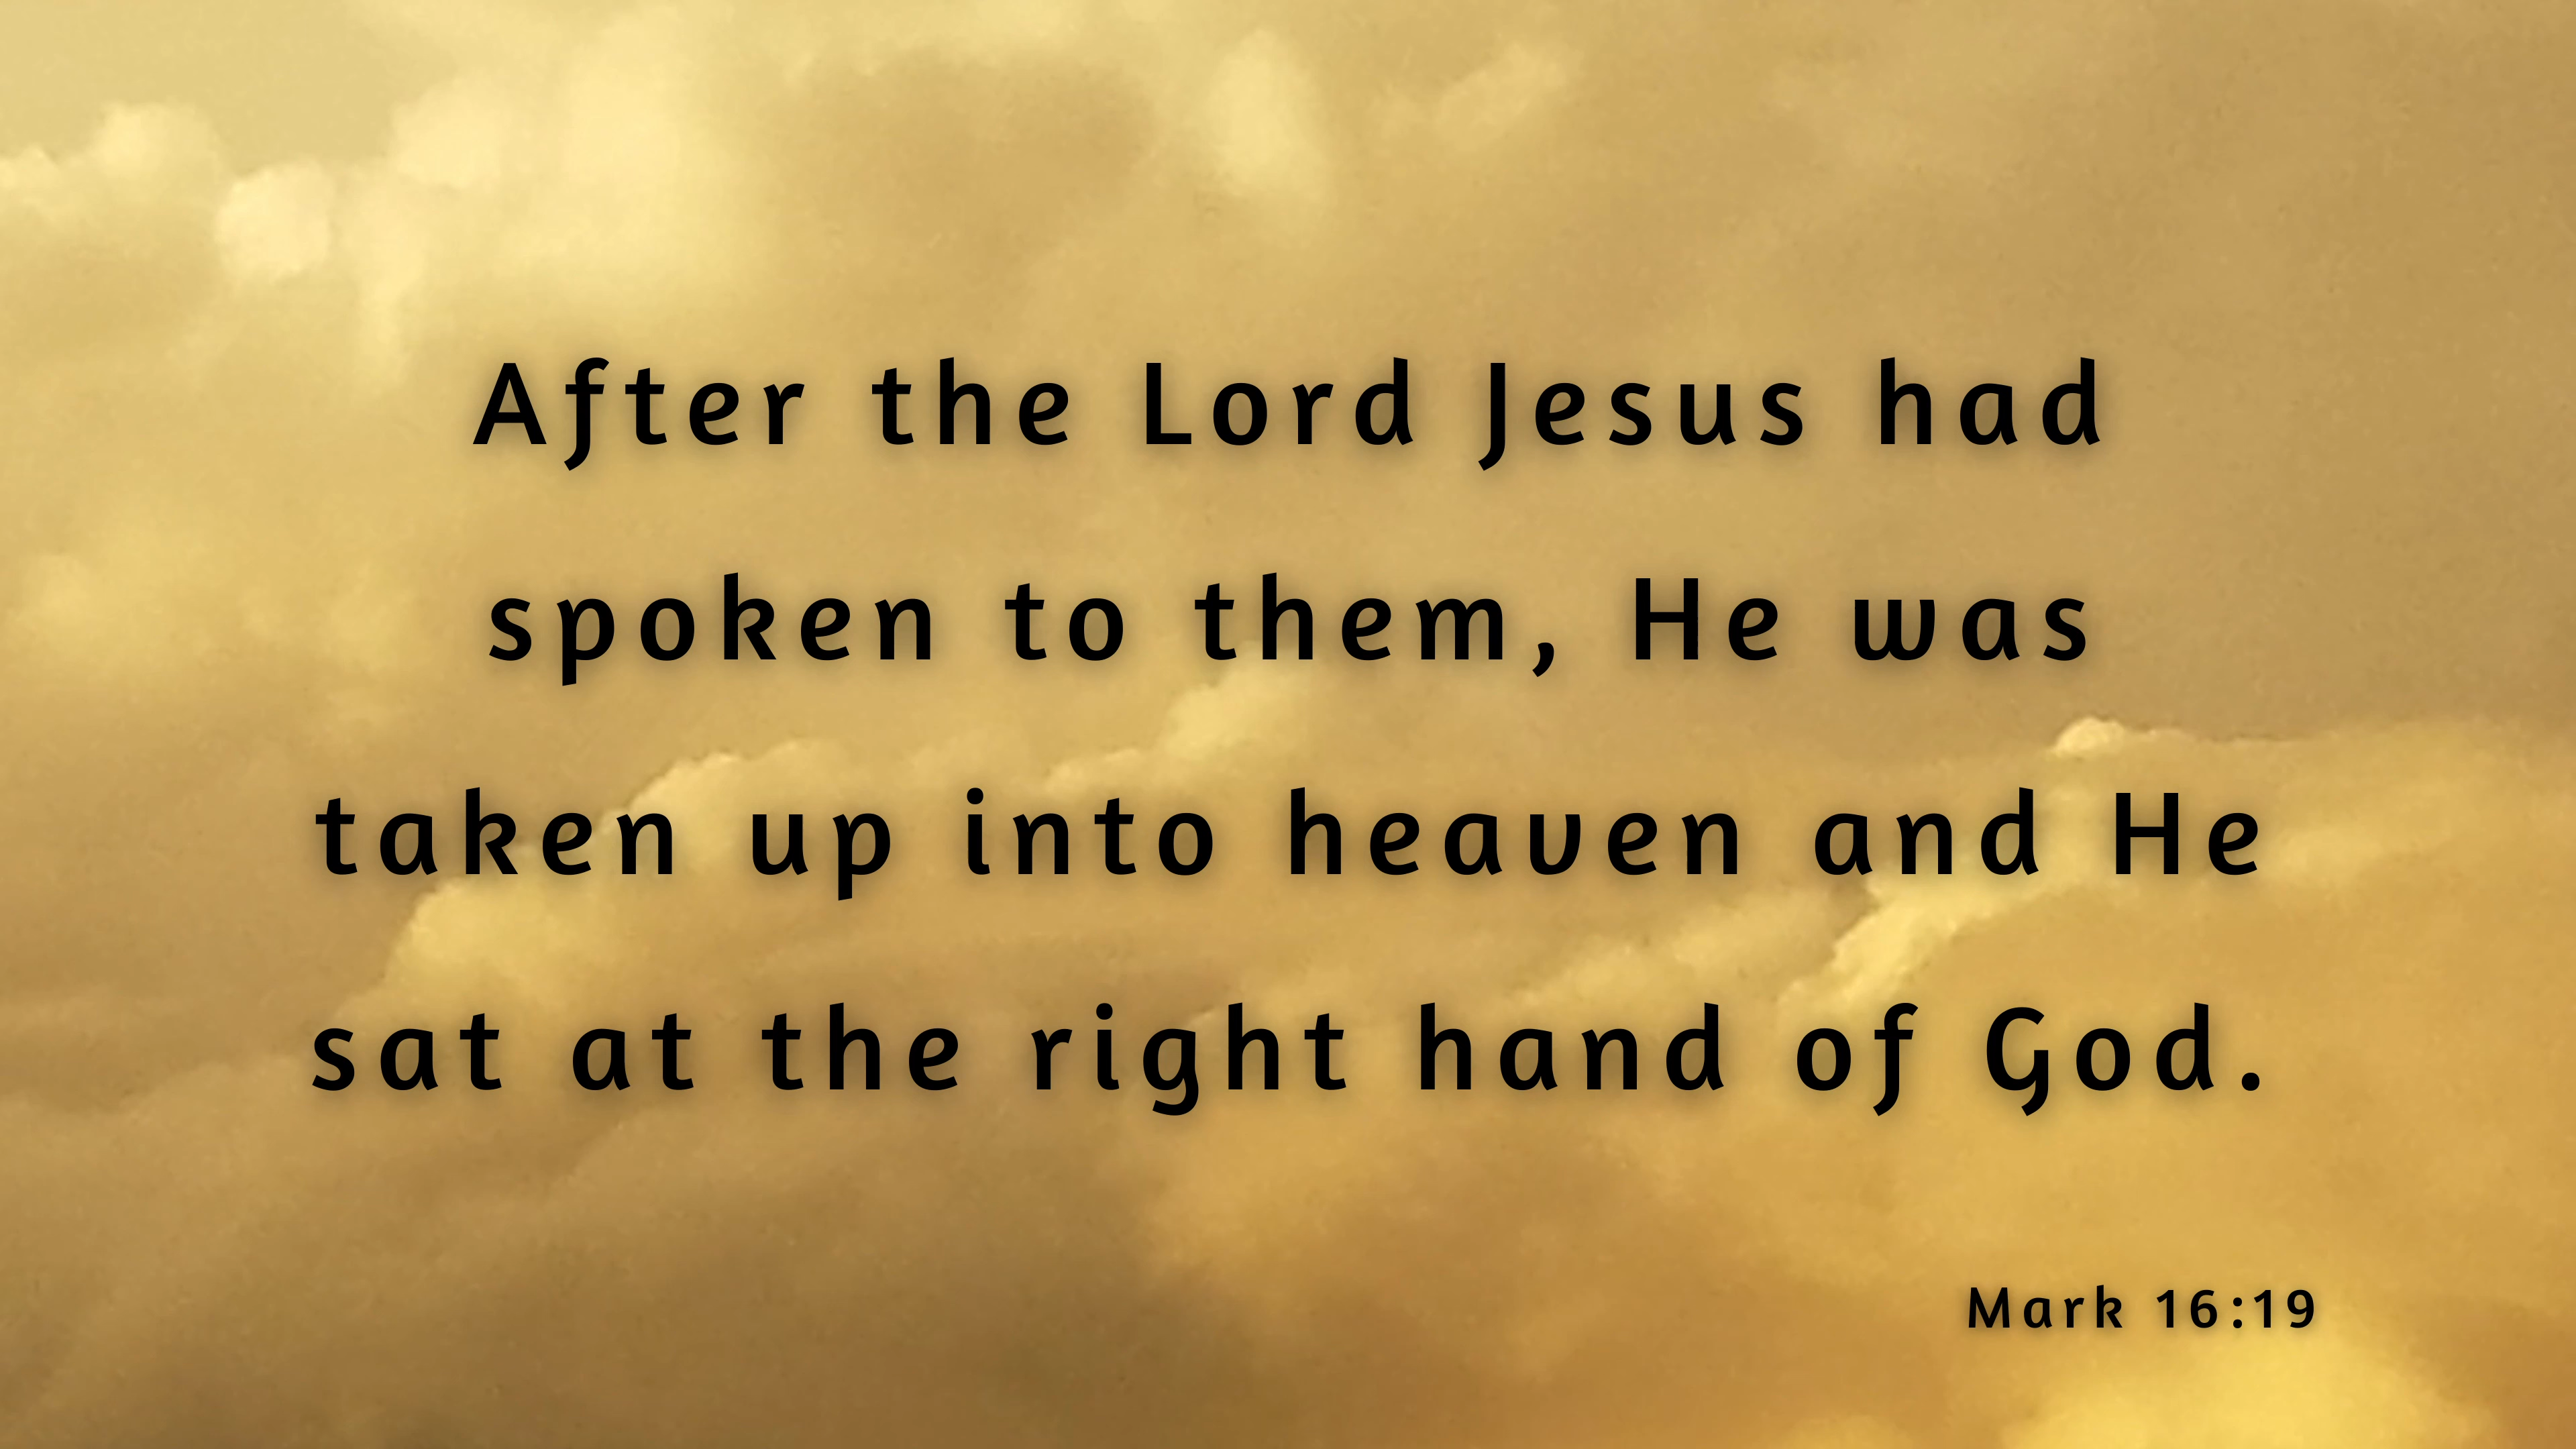 After the Lord Jesus had
spoken to them, He was
taken up into heaven and He
sat at the right hand of God.
Mark 16:19